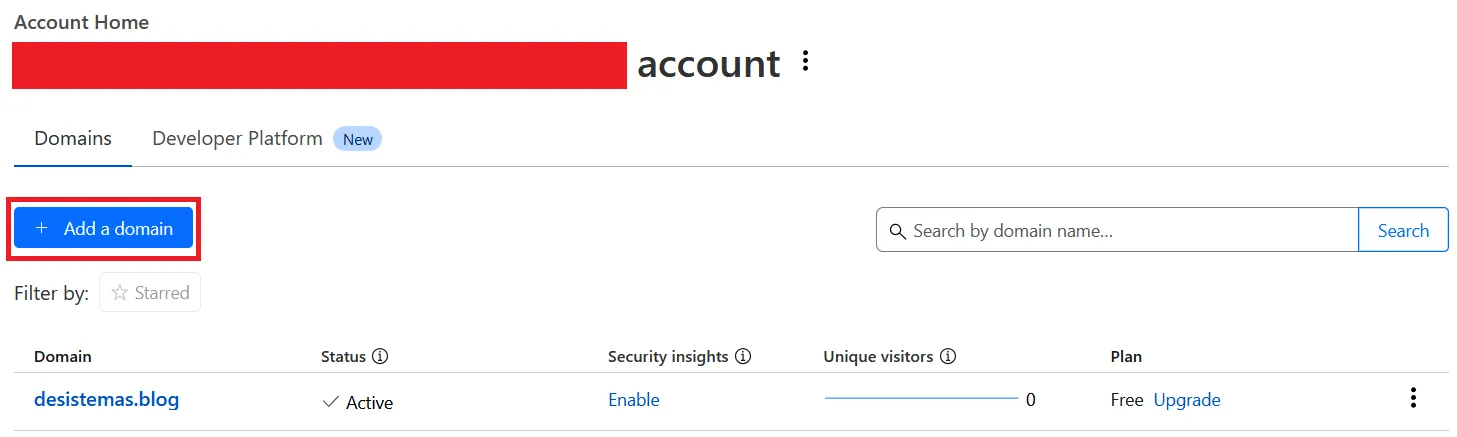 Account Home
account
Domains Developer Platform New
+ Add a domain Search by domain name... Search
Filter by: Starred
Domain Status Security insights Unique visitors Plan
desistemas.blog Active Enable 0 Free Upgrade